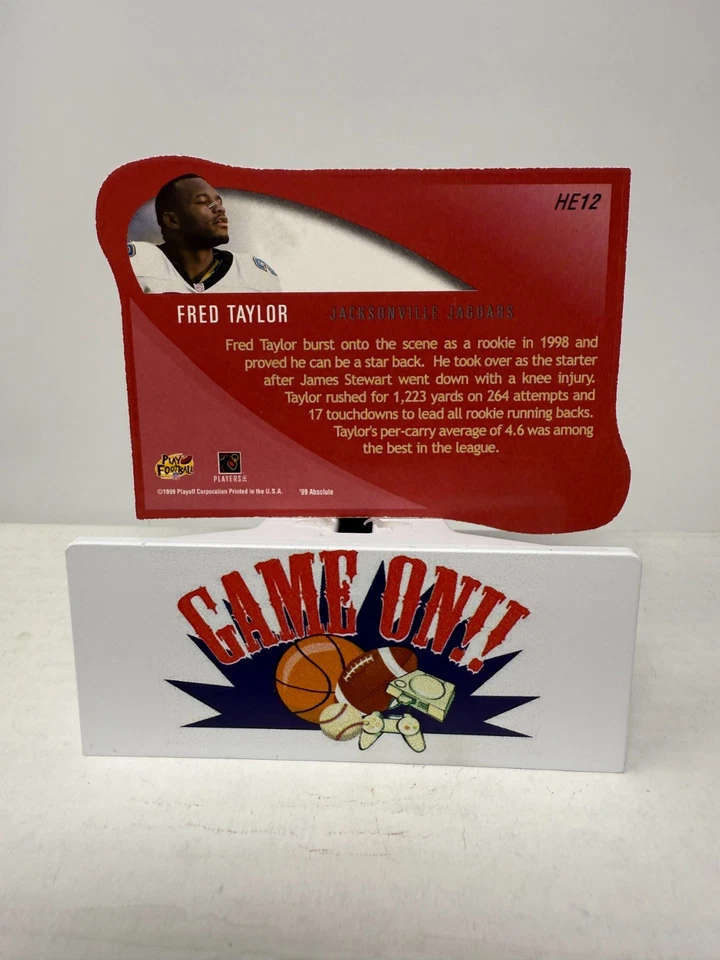 HE12
FRED TAYLOR JACKSONVILLE JAGUARS
Fred Taylor burst onto the scene as a rookie in 1998 and
proved he can be a star back. He took over as the starter
after James Stewart went down with a knee injury.
Taylor rushed for 1,223 yards on 264 attempts and
17 touchdowns to lead all rookie running backs.
Taylor's per-carry average of 4.6 was among
the best in the league.
PLAY
FOOTBALL
PLAYERS INC
©1999 Playoff Corporation Printed in the U.S.A. '99 Absolute
GAME ON!!